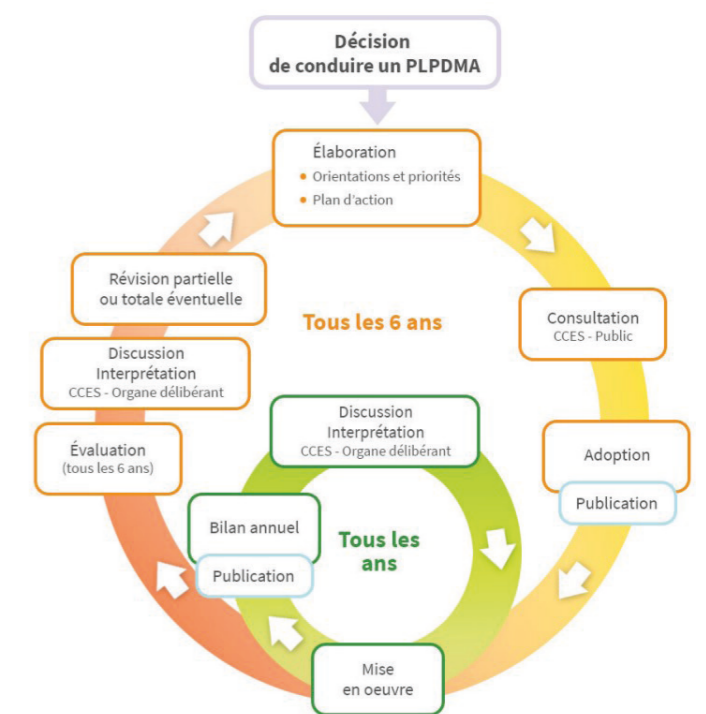 Décision
de conduire un PLPDMA
Élaboration
• Orientations et priorités
• Plan d’action
Révision partielle
ou totale éventuelle
Tous les 6 ans
Consultation
CCES - Public
Discussion
Interprétation
CCES - Organe délibérant
Discussion
Interprétation
CCES - Organe délibérant
Évaluation
(tous les 6 ans)
Adoption
Publication
Bilan annuel
Publication
Tous les
ans
Mise
en oeuvre